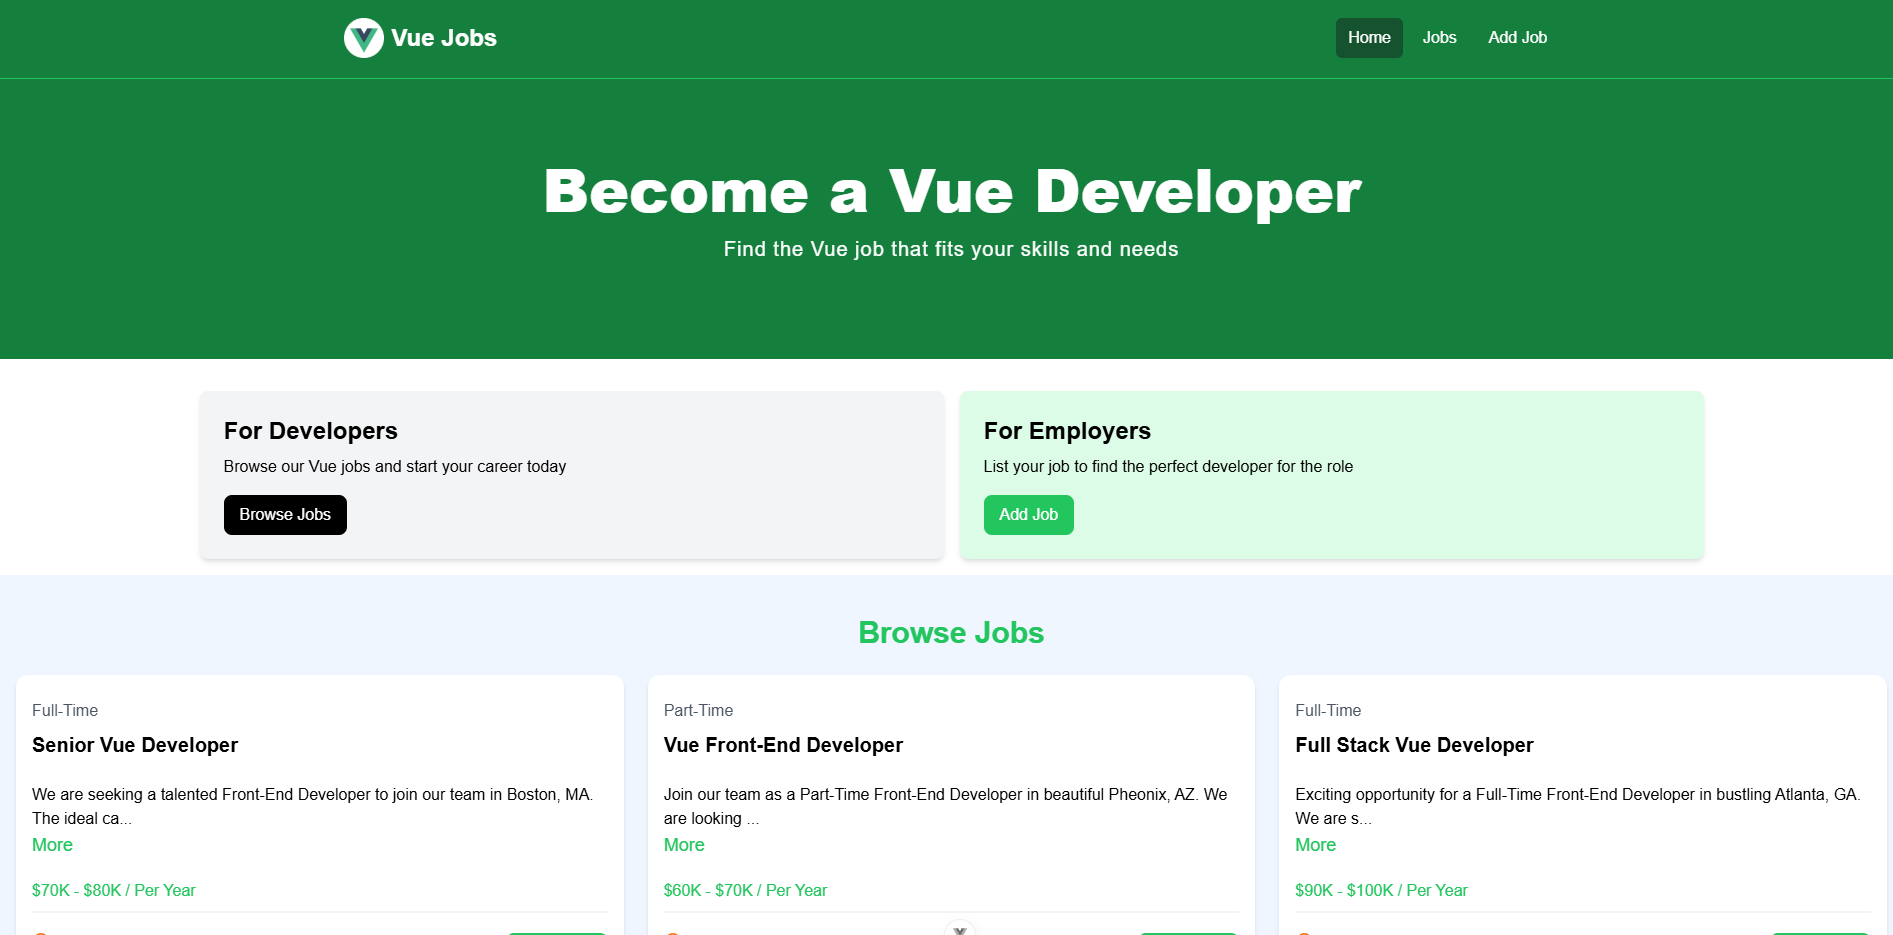 Vue Jobs
Home
Jobs
Add Job
Become a Vue Developer
Find the Vue job that fits your skills and needs
For Developers
Browse our Vue jobs and start your career today
Browse Jobs
For Employers
List your job to find the perfect developer for the role
Add Job
Browse Jobs
Full-Time
Senior Vue Developer
We are seeking a talented Front-End Developer to join our team in Boston, MA.
The ideal ca...
More
$70K - $80K / Per Year
Part-Time
Vue Front-End Developer
Join our team as a Part-Time Front-End Developer in beautiful Pheonix, AZ. We
are looking ...
More
$60K - $70K / Per Year
Full-Time
Full Stack Vue Developer
Exciting opportunity for a Full-Time Front-End Developer in bustling Atlanta, GA.
We are s...
More
$90K - $100K / Per Year